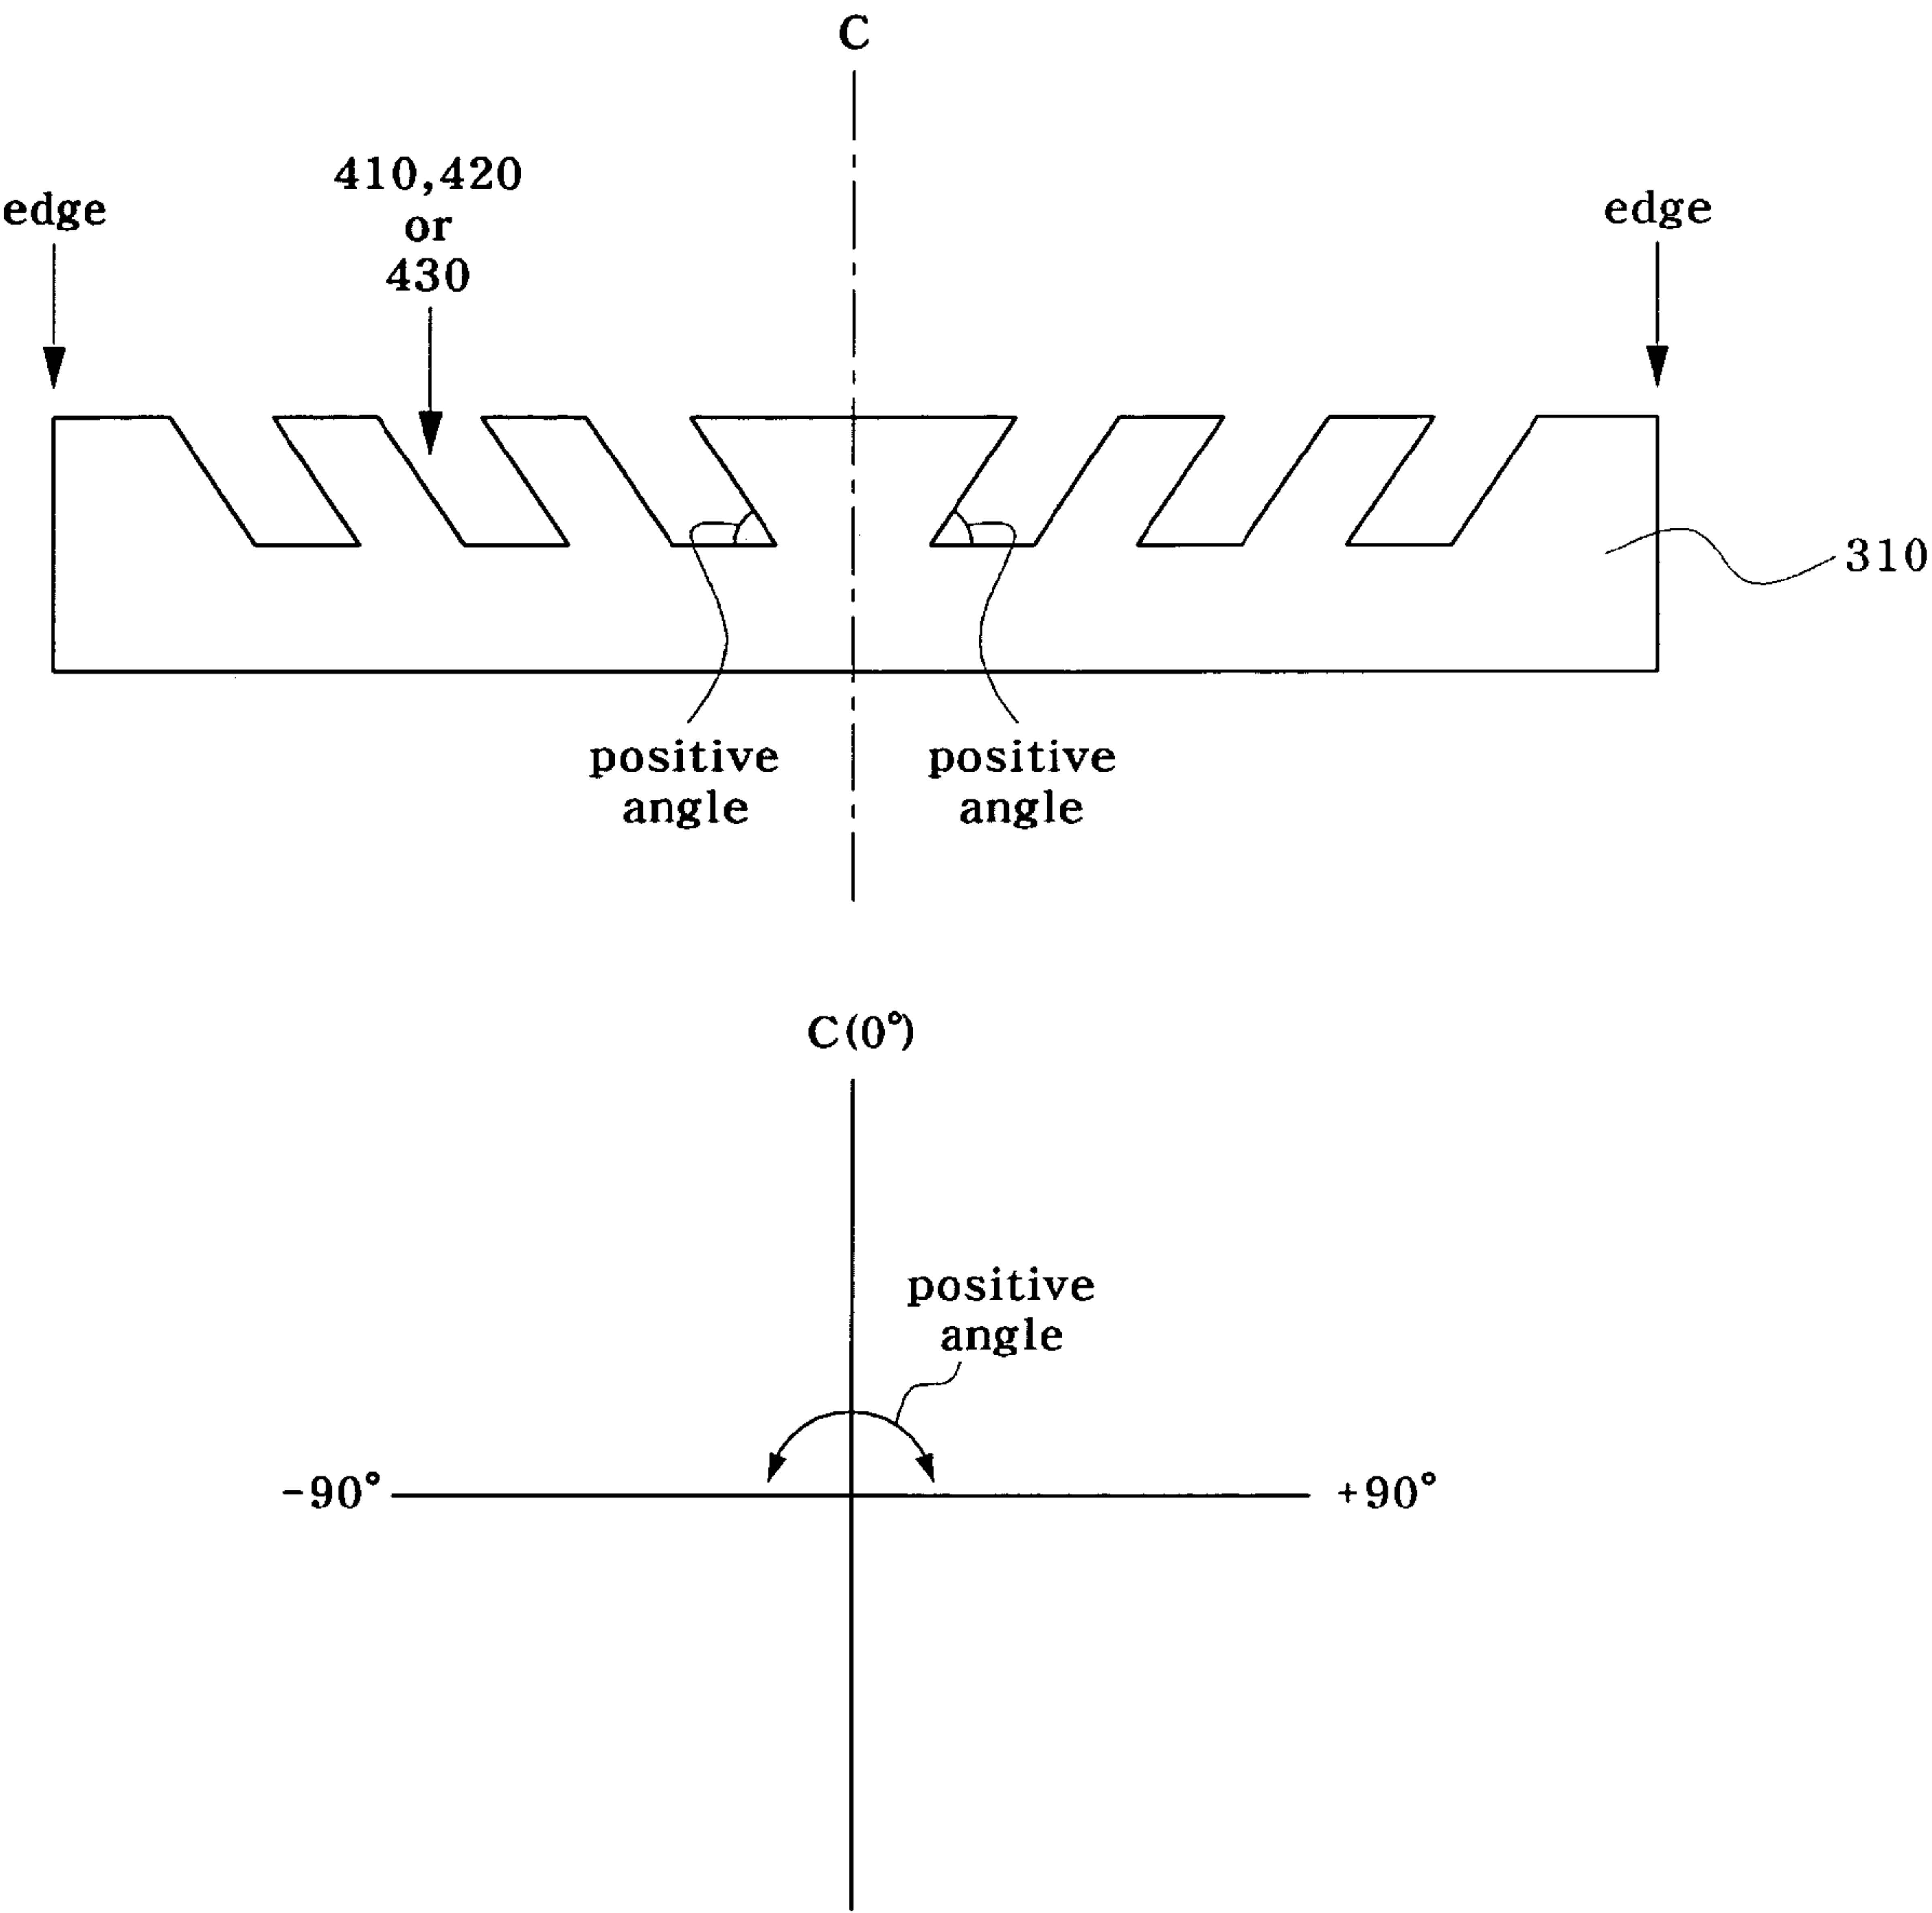 C
410,420
or
430
edge
edge
310
positive
angle
positive
angle
C(0°)
positive
angle
-90°
+90°